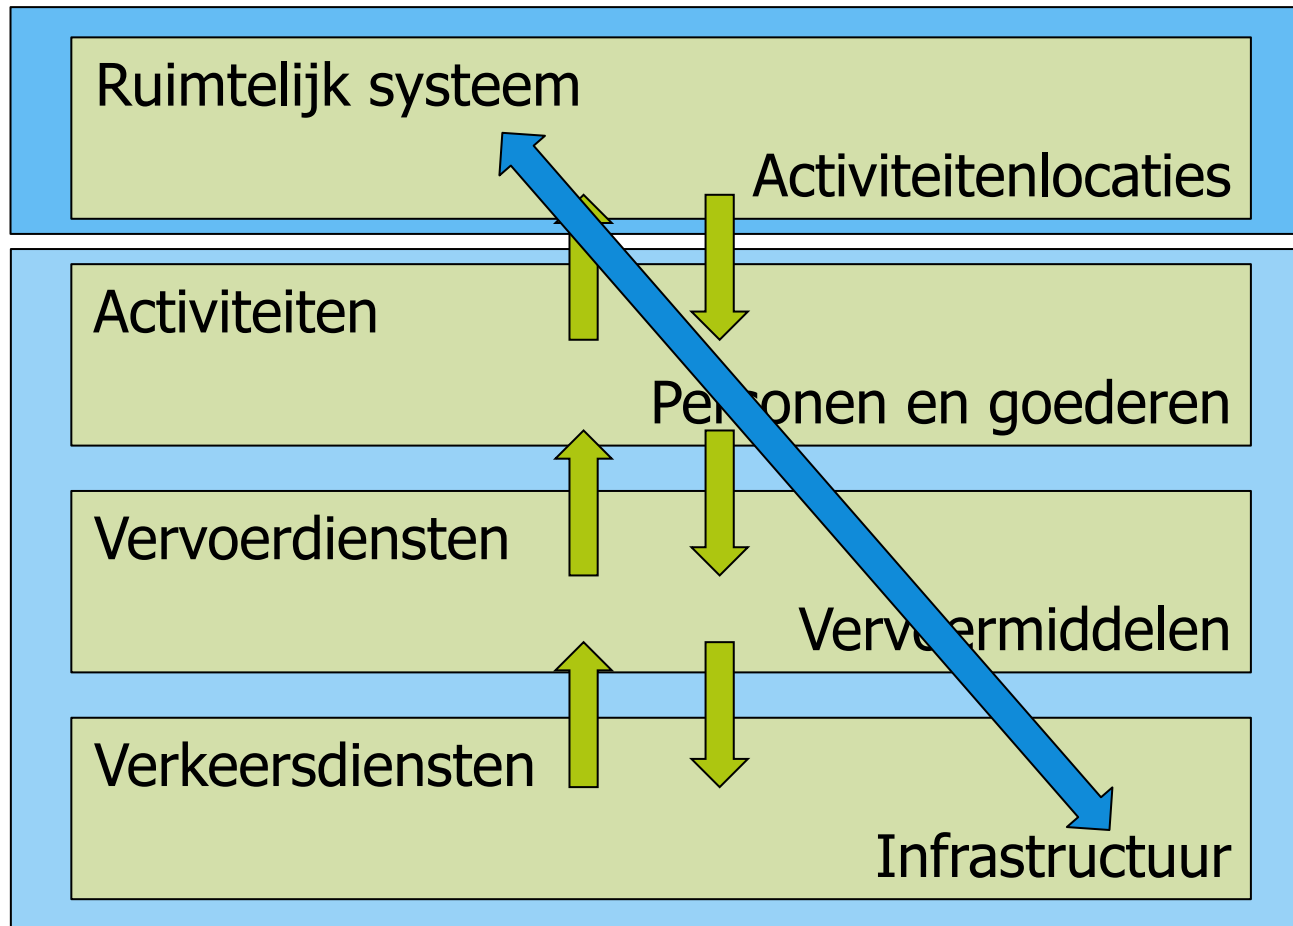 Ruimtelijk systeem
Activiteitenlocaties
Activiteiten
Personen en goederen
Vervoerdiensten
Vervoermiddelen
Verkeersdiensten
Infrastructuur